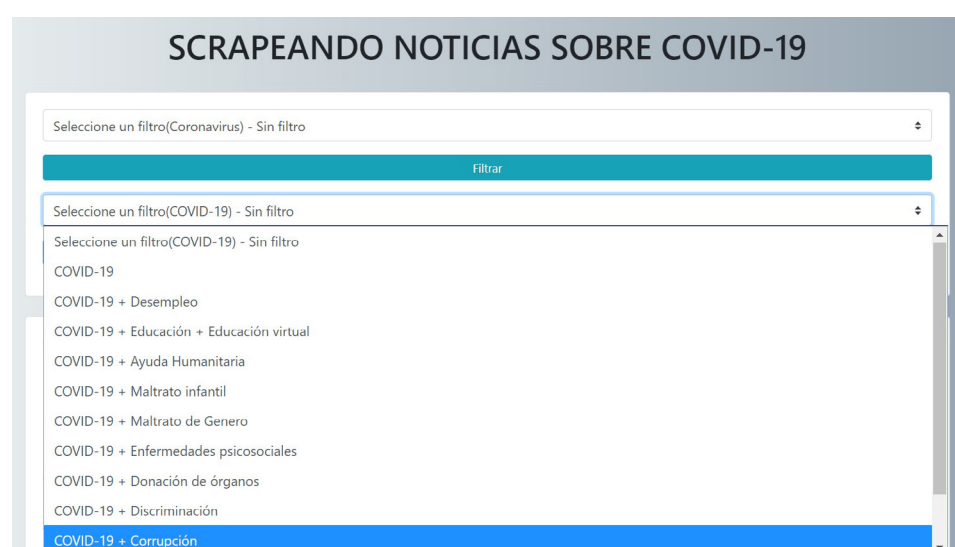 SCRAPEANDO NOTICIAS SOBRE COVID-19
Seleccione un filtro(Coronavirus) - Sin filtro
Filtrar
Seleccione un filtro(COVID-19) - Sin filtro
Seleccione un filtro(COVID-19) - Sin filtro
COVID-19
COVID-19 + Desempleo
COVID-19 + Educación + Educación virtual
COVID-19 + Ayuda Humanitaria
COVID-19 + Maltrato infantil
COVID-19 + Maltrato de Genero
COVID-19 + Enfermedades psicosociales
COVID-19 + Donación de órganos
COVID-19 + Discriminación
COVID-19 + Corrupción